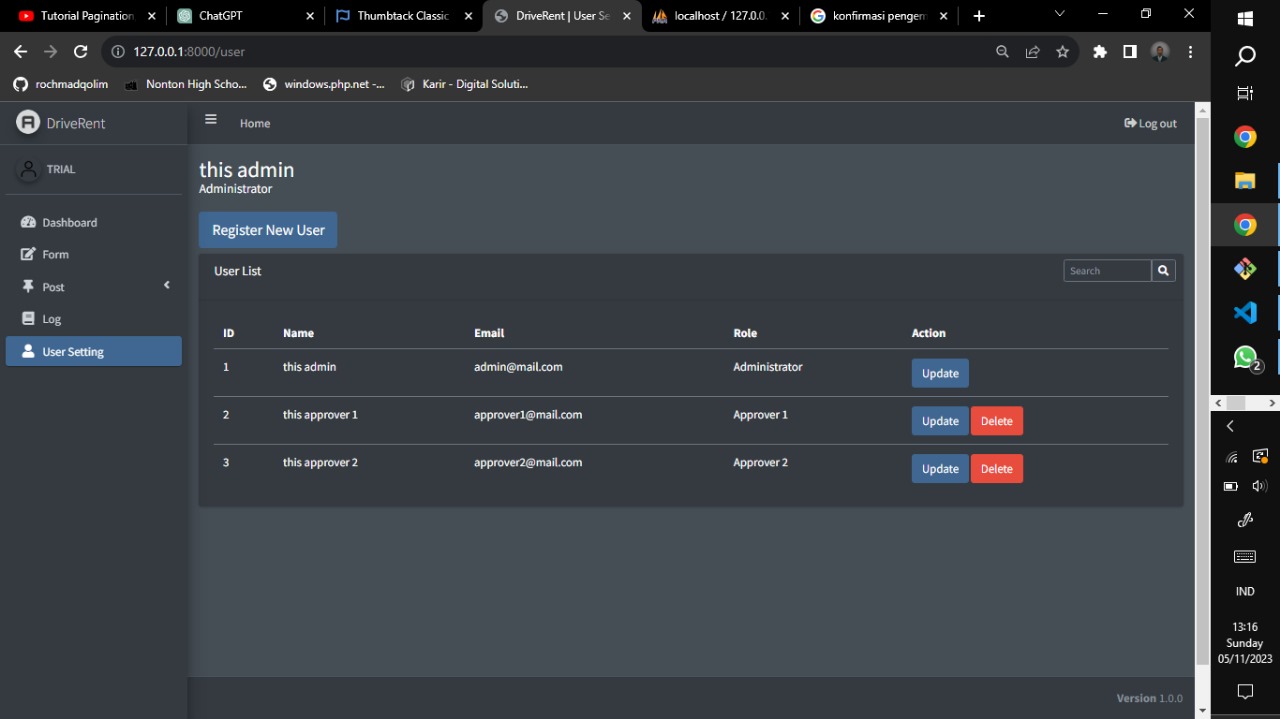 Tutorial Pagination
ChatGPT
Thumbtack Classic
DriveRent | User Se
localhost / 127.0.0.
konfirmasi pengem
127.0.0.1:8000/user
rochmadqolim
Nonton High Scho...
windows.php.net -...
Karir - Digital Soluti...
DriveRent
Home
Log out
TRIAL
Dashboard
Form
Post
Log
User Setting
this admin
Administrator
Register New User
User List
Search
ID Name Email Role Action
1 this admin admin@mail.com Administrator Update
2 this approver 1 approver1@mail.com Approver 1 Update Delete
3 this approver 2 approver2@mail.com Approver 2 Update Delete
Version 1.0.0
2
IND
13:16
Sunday
05/11/2023